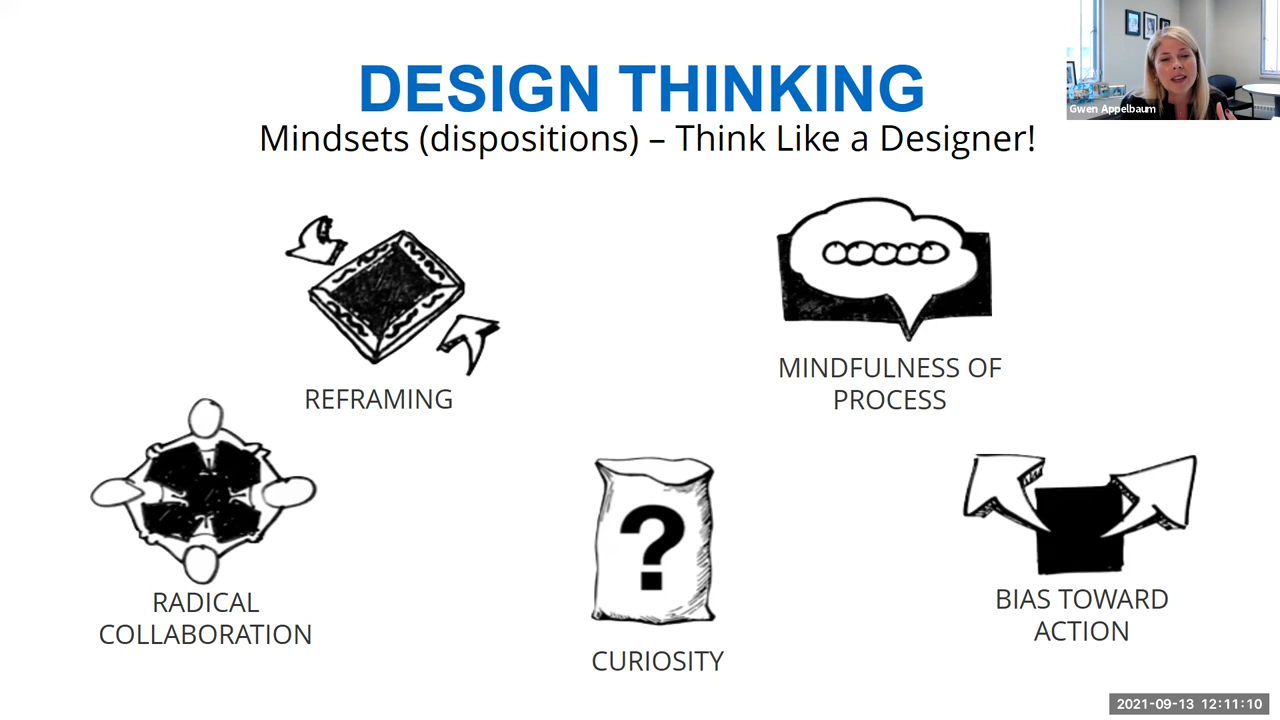 DESIGN THINKING
Mindsets (dispositions) – Think Like a Designer!
Gwen Appelbaum
REFRAMING
MINDFULNESS OF
PROCESS
RADICAL
COLLABORATION
?
CURIOSITY
BIAS TOWARD
ACTION
2021-09-13 12:11:10